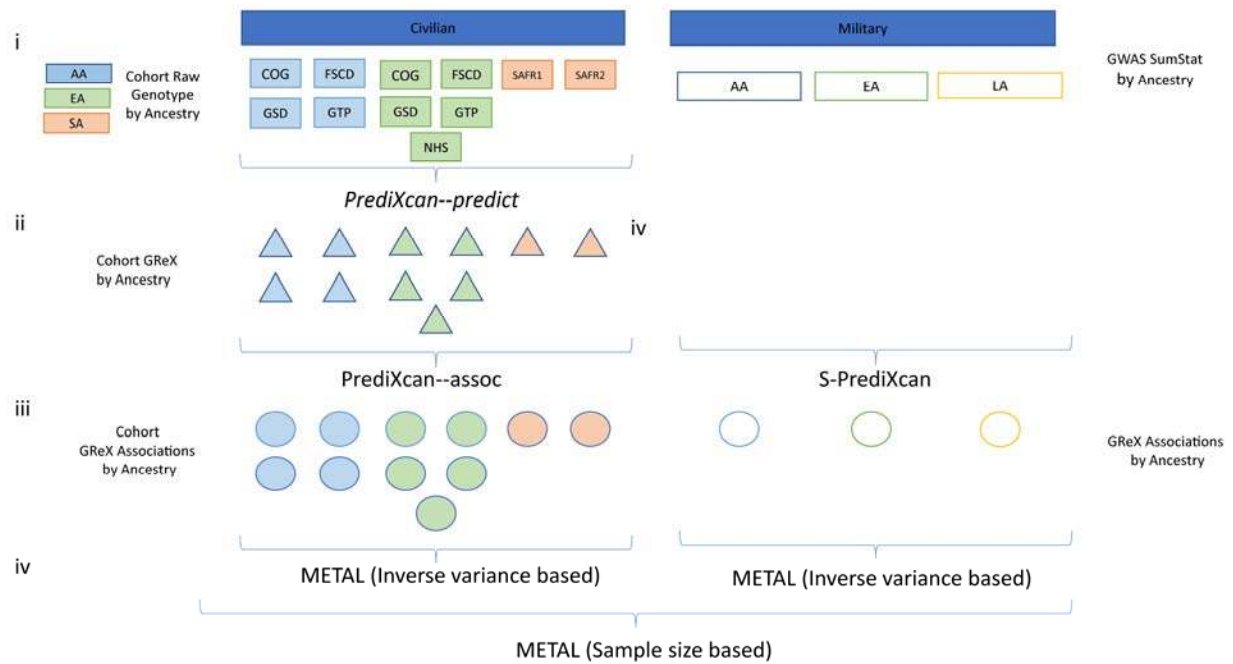 Civilian
Military
i
AA
EA
SA
Cohort Raw
Genotype
by Ancestry
COG
FSCD
COG
FSCD
SAFR1
SAFR2
GSD
GTP
GSD
GTP
NHS
AA
EA
LA
GWAS SumStat
by Ancestry
PrediXcan--predict
ii
iv
Cohort GReX
by Ancestry
PrediXcan--assoc
S-PrediXcan
iii
Cohort
GReX Associations
by Ancestry
GReX Associations
by Ancestry
iv
METAL (Inverse variance based)
METAL (Inverse variance based)
METAL (Sample size based)